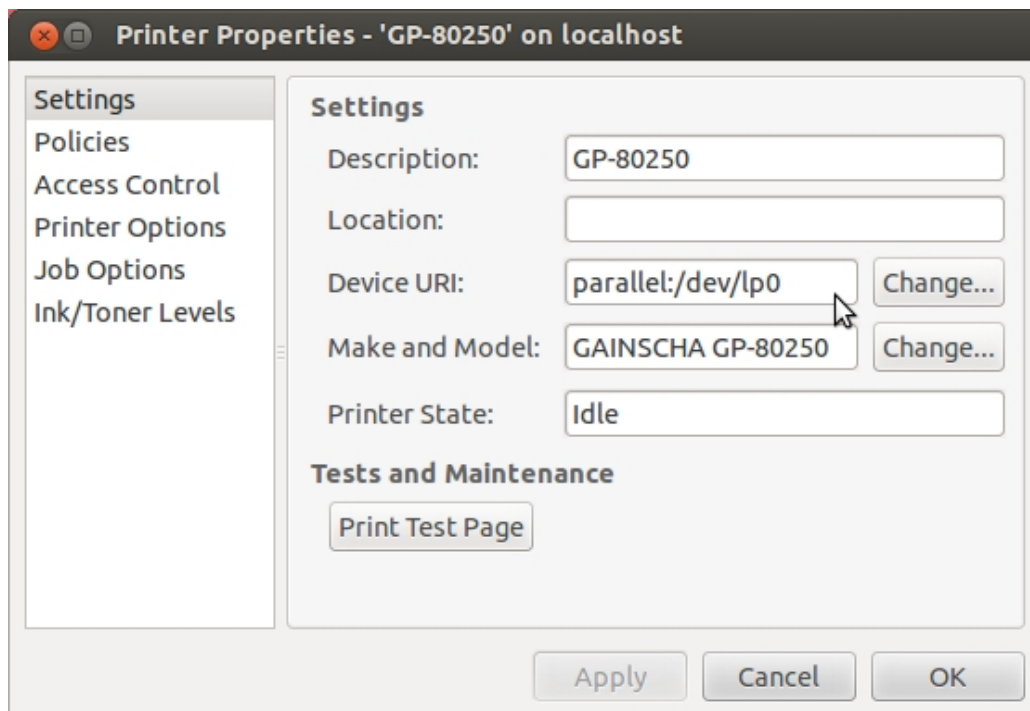 Printer Properties - 'GP-80250' on localhost
Settings
Policies
Access Control
Printer Options
Job Options
Ink/Toner Levels
Settings
Description: GP-80250
Location:
Device URI: parallel:/dev/lp0 Change...
Make and Model: GAINSCHA GP-80250 Change...
Printer State: Idle
Tests and Maintenance
Print Test Page
Apply Cancel OK